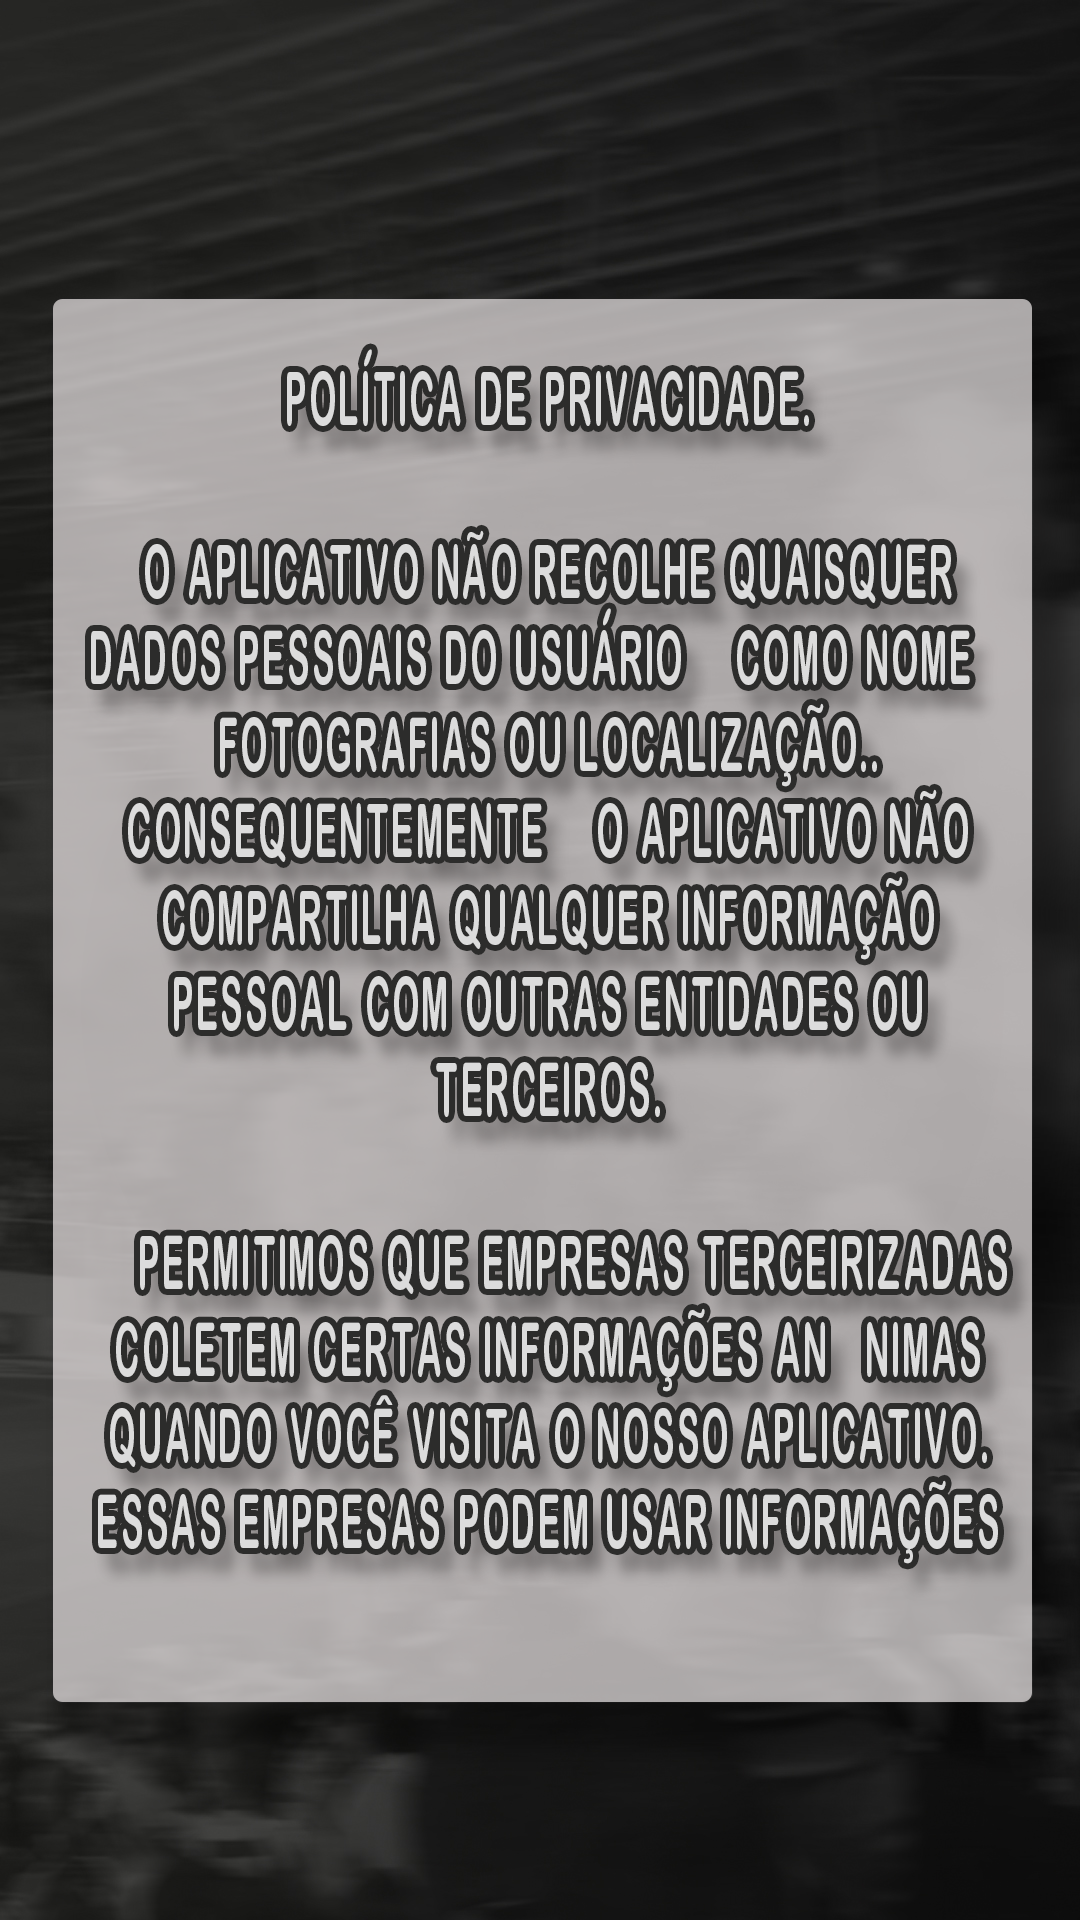 POLÍTICA DE PRIVACIDADE.
O APLICATIVO NÃO RECOLHE QUAISQUER
DADOS PESSOAIS DO USUÁRIO COMO NOME
FOTOGRAFIAS OU LOCALIZAÇÃO..
CONSEQUENTEMENTE O APLICATIVO NÃO
COMPARTILHA QUALQUER INFORMAÇÃO
PESSOAL COM OUTRAS ENTIDADES OU
TERCEIROS.
PERMITIMOS QUE EMPRESAS TERCEIRIZADAS
COLETEM CERTAS INFORMAÇÕES AN NIMAS
QUANDO VOCÊ VISITA O NOSSO APLICATIVO.
ESSAS EMPRESAS PODEM USAR INFORMAÇÕES